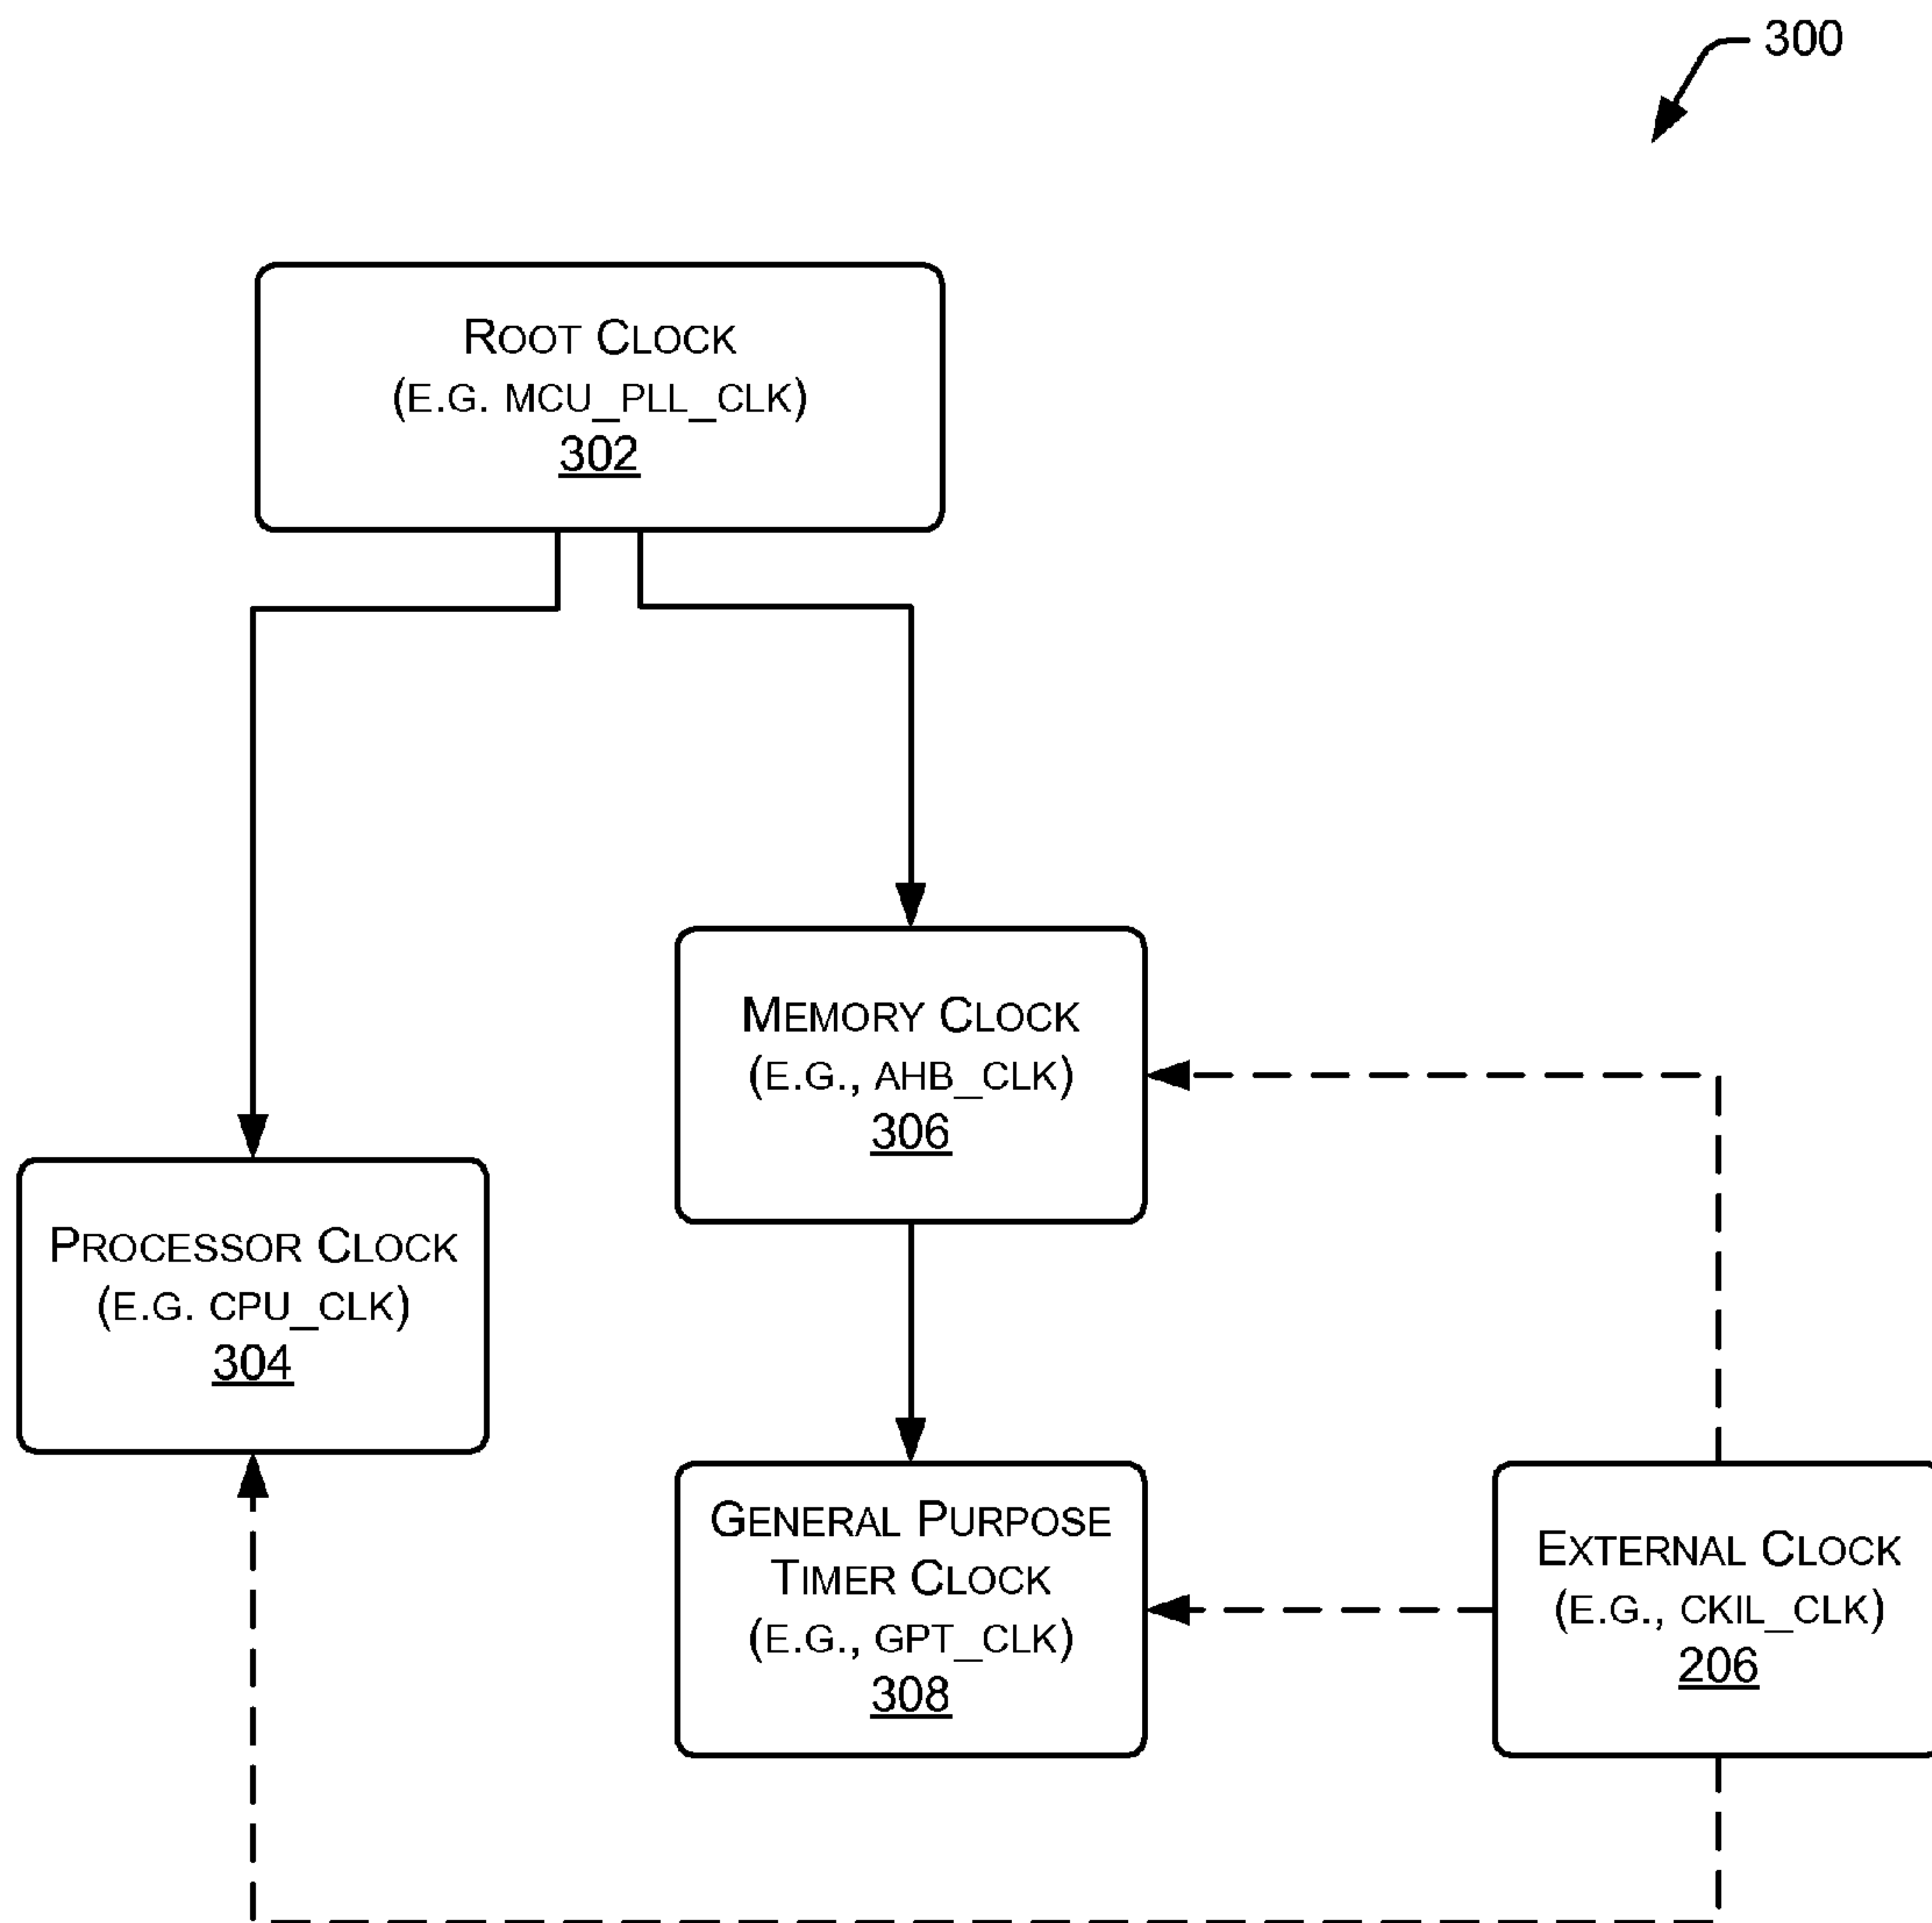 300
ROOT CLOCK
(E.G. MCU_PLL_CLK)
302
MEMORY CLOCK
(E.G., AHB_CLK)
306
PROCESSOR CLOCK
(E.G. CPU_CLK)
304
GENERAL PURPOSE
TIMER CLOCK
(E.G., GPT_CLK)
308
EXTERNAL CLOCK
(E.G., CKIL_CLK)
206